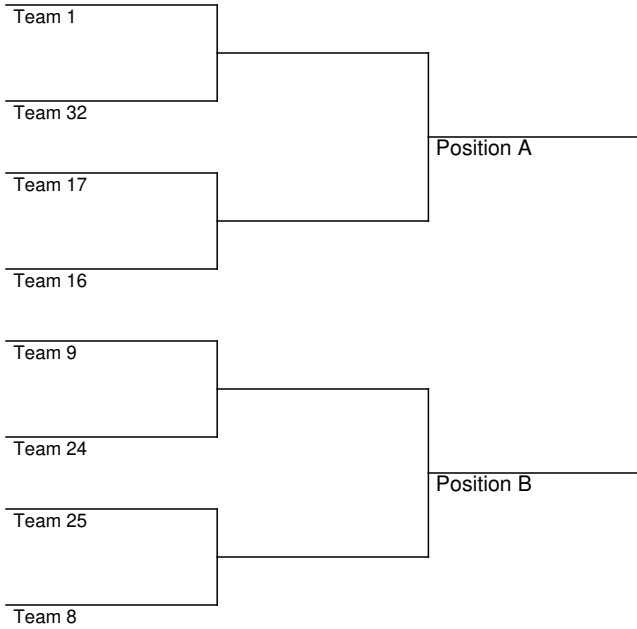 Team 1
Team 32
Position A
Team 17
Team 16
Team 9
Team 24
Position B
Team 25
Team 8